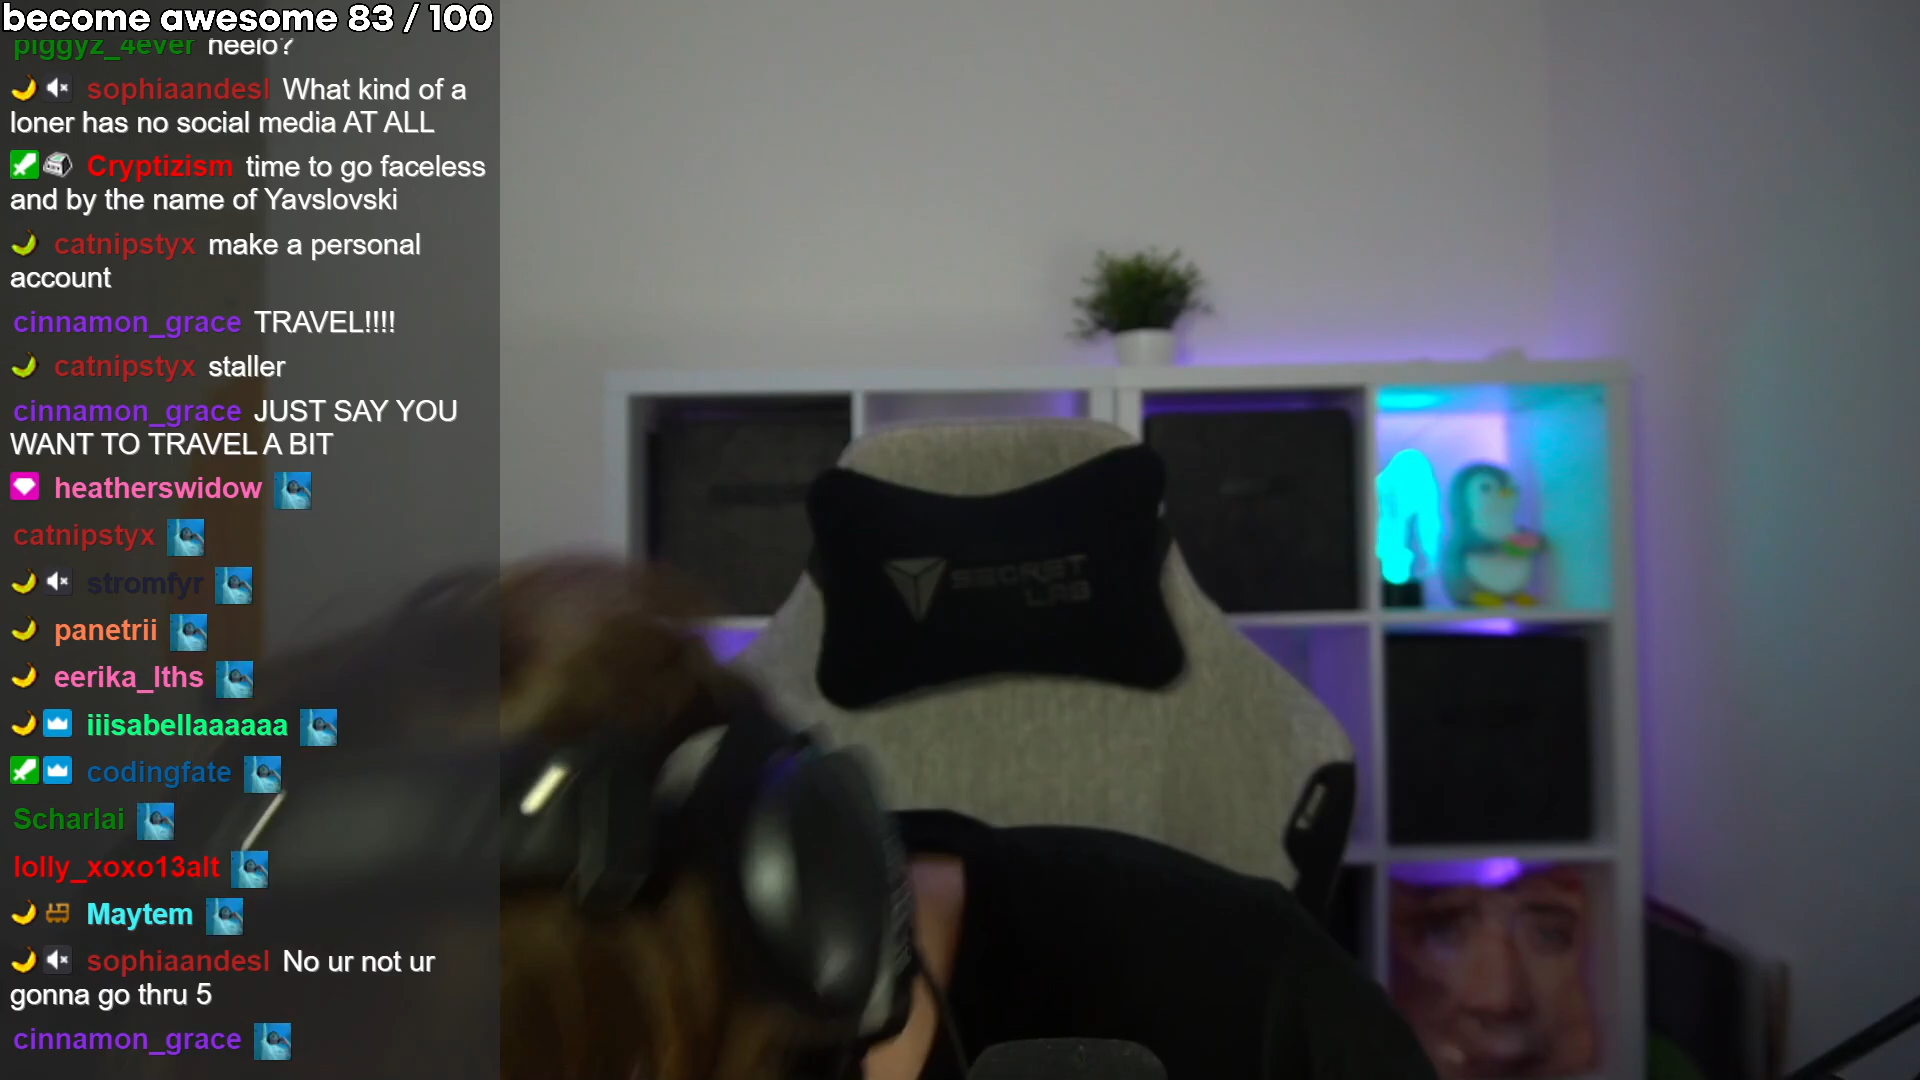 become awesome 83 / 100
piggyz_4ever heelo?
sophiaandesl What kind of a
loner has no social media AT ALL
Cryptizism time to go faceless
and by the name of Yavslovski
catnipstyx make a personal
account
cinnamon_grace TRAVEL!!!!
catnipstyx staller
cinnamon_grace JUST SAY YOU
WANT TO TRAVEL A BIT
heatherswidow
catnipstyx
stromfyr
panetrii
eerika_lths
iiisabellaaaaaa
codingfate
Scharlai
lolly_xoxo13alt
Maytem
sophiaandesl No ur not ur
gonna go thru 5
cinnamon_grace
SECRET
LAB